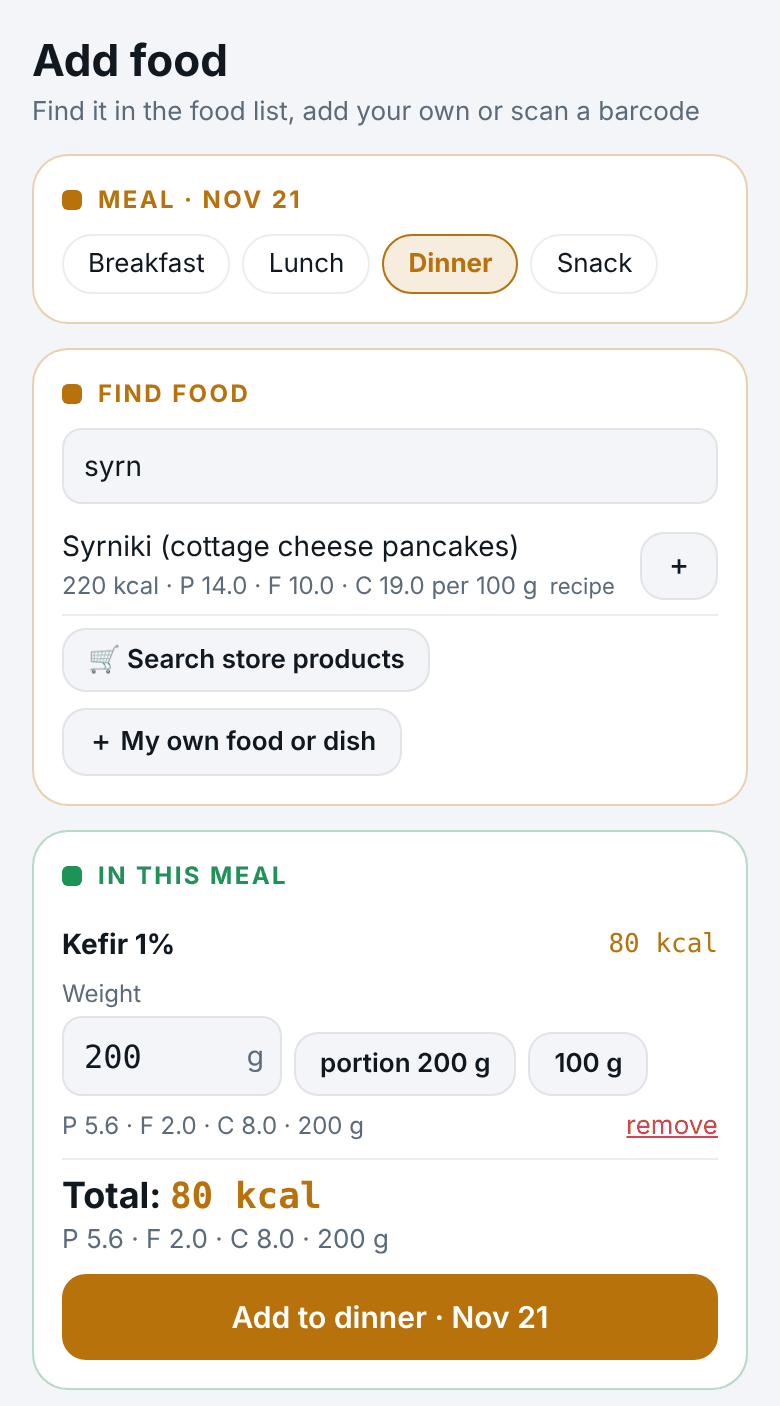 Add food
Find it in the food list, add your own or scan a barcode
MEAL · NOV 21
Breakfast Lunch Dinner Snack
FIND FOOD
syrn
Syrniki (cottage cheese pancakes)
+
220 kcal · P 14.0 · F 10.0 · C 19.0 per 100 g recipe
🛒 Search store products
+ My own food or dish
IN THIS MEAL
Kefir 1% 80 kcal
Weight
200 g portion 200 g 100 g
P 5.6 · F 2.0 · C 8.0 · 200 g remove
Total: 80 kcal
P 5.6 · F 2.0 · C 8.0 · 200 g
Add to dinner · Nov 21